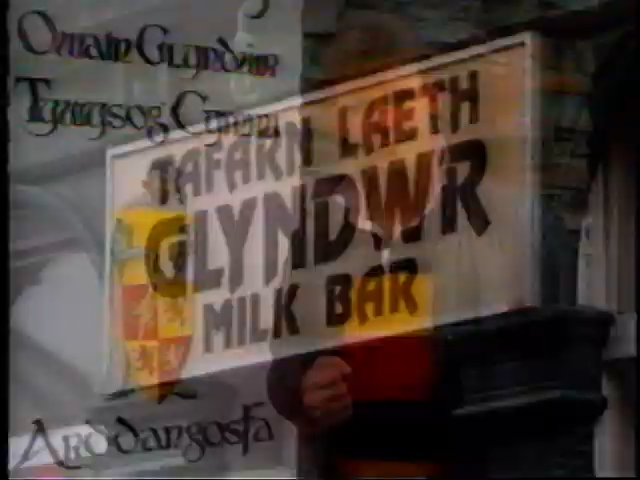 Owain Glyndŵr
Tywysog Cymru
TAFARN LAETH
GLYNDWR
MILK BAR
Arddangosfa